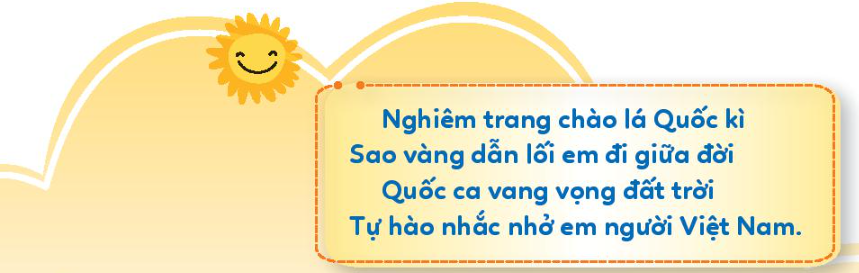 Nghiêm trang chào lá Quốc kì
Sao vàng dẫn lối em đi giữa đời
Quốc ca vang vọng đất trời
Tự hào nhắc nhở em người Việt Nam.